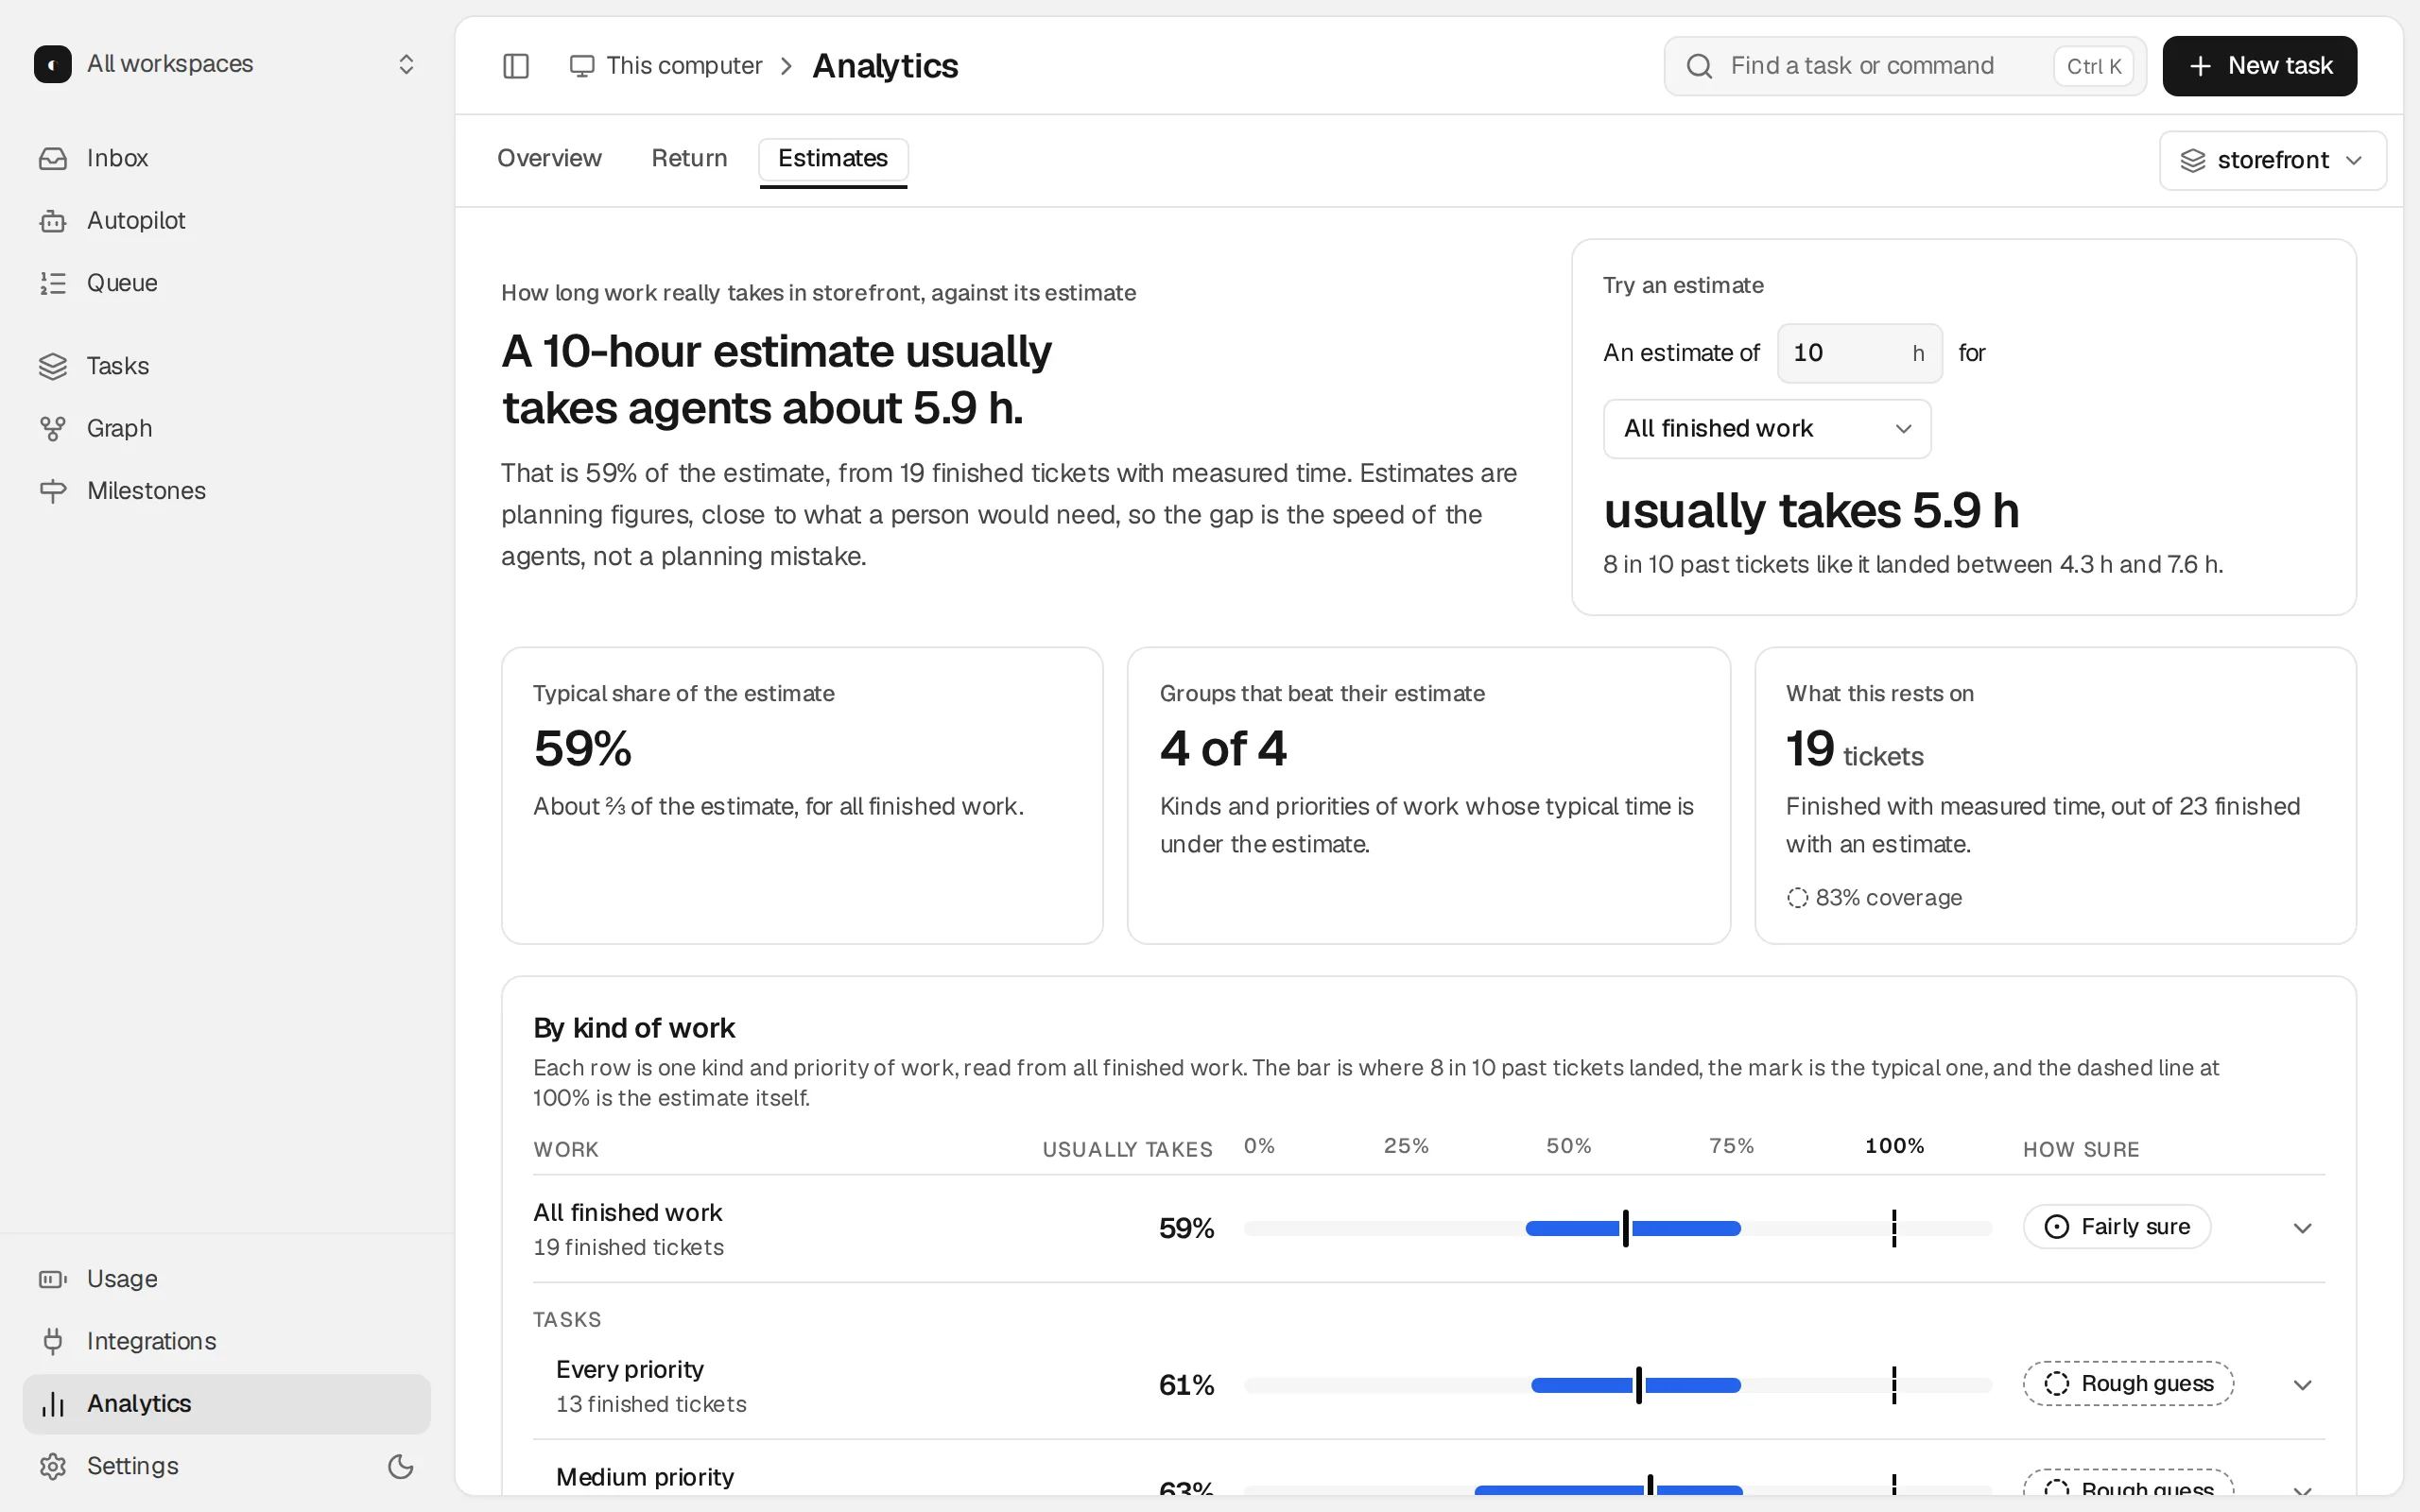 All workspaces
Inbox
Autopilot
Queue
Tasks
Graph
Milestones
Usage
Integrations
Analytics
Settings
This computer
Analytics
Find a task or command
Ctrl K
New task
Overview
Return
Estimates
storefront
How long work really takes in storefront, against its estimate
A 10-hour estimate usually
takes agents about 5.9 h.
That is 59% of the estimate, from 19 finished tickets with measured time. Estimates are
planning figures, close to what a person would need, so the gap is the speed of the
agents, not a planning mistake.
Try an estimate
An estimate of 10 h for
All finished work
usually takes 5.9 h
8 in 10 past tickets like it landed between 4.3 h and 7.6 h.
Typical share of the estimate
59%
About ⅔ of the estimate, for all finished work.
Groups that beat their estimate
4 of 4
Kinds and priorities of work whose typical time is
under the estimate.
What this rests on
19 tickets
Finished with measured time, out of 23 finished
with an estimate.
83% coverage
By kind of work
Each row is one kind and priority of work, read from all finished work. The bar is where 8 in 10 past tickets landed, the mark is the typical one, and the dashed line at
100% is the estimate itself.
WORK USUALLY TAKES 0% 25% 50% 75% 100% HOW SURE
All finished work
19 finished tickets
59%
Fairly sure
TASKS
Every priority
13 finished tickets
61%
Rough guess
Medium priority
63%
Rough guess